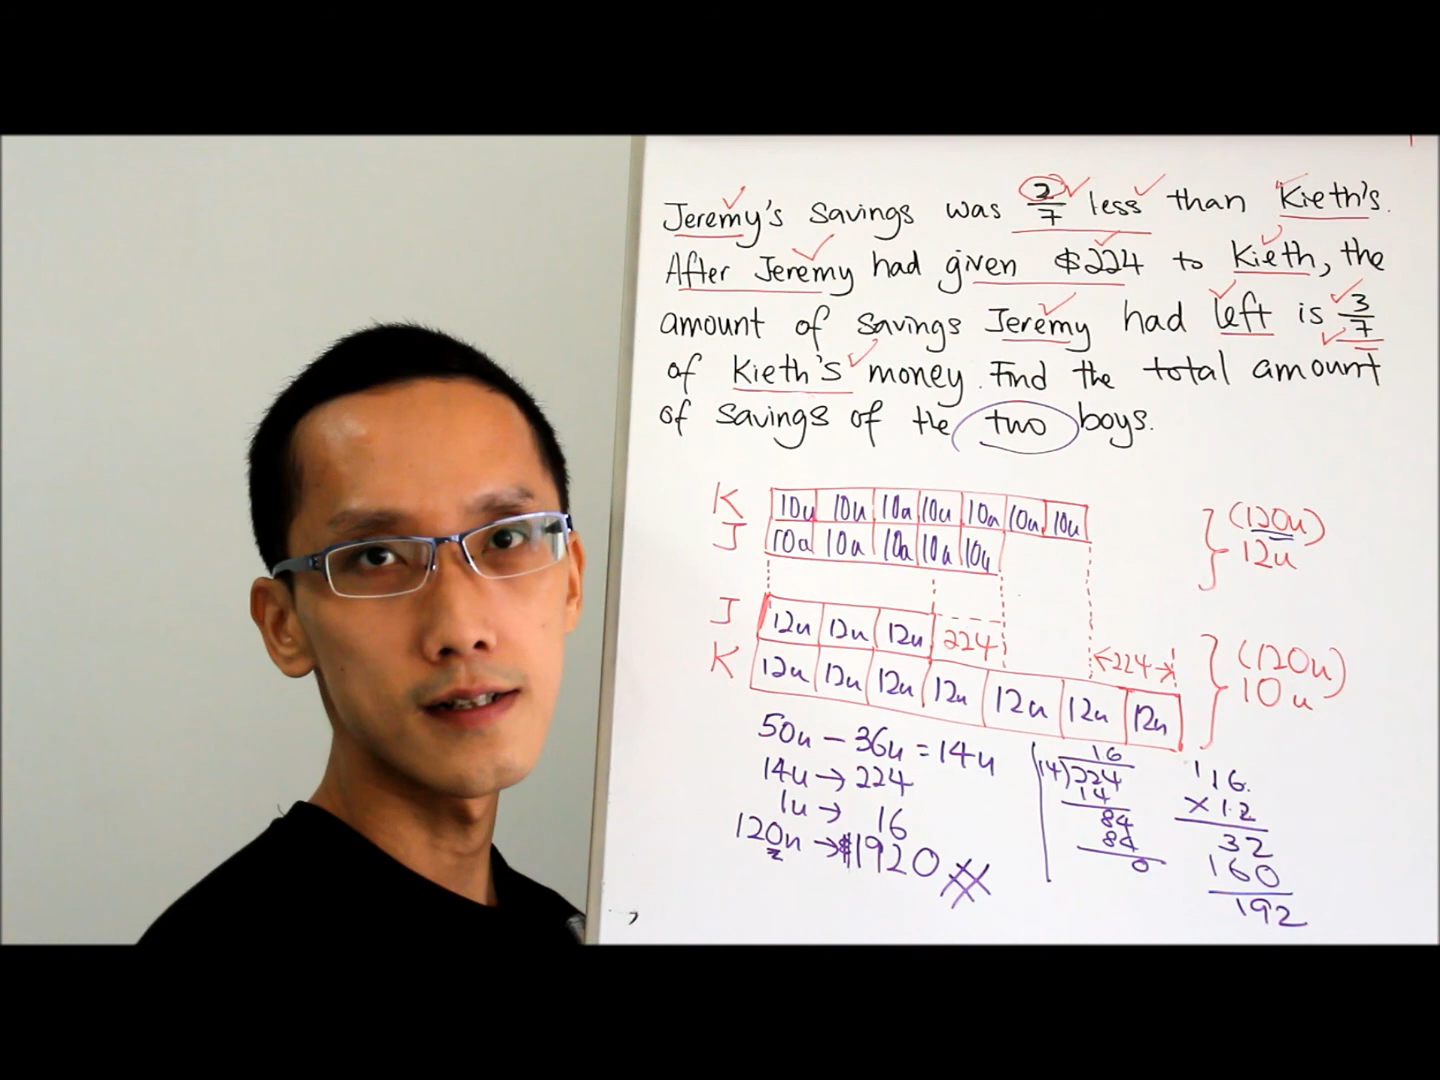 Jeremy's savings was 2/7 less than Kieth's.
After Jeremy had given $224 to Kieth, the
amount of savings Jeremy had left is 3/7
of Kieth's money. Find the total amount
of savings of the two boys.
K 10u 10u 10u 10u 10u 10u 10u (120u)
J 10u 10u 10u 10u 10u 12u
J 12u 12u 12u 224 224 (120u)
K 12u 12u 12u 12u 12u 12u 12u 10u
50u - 36u = 14u
14u → 224
1u → 16
120u → $1920
16
14)224
14
84
84
0
1 16
× 12
32
160
192